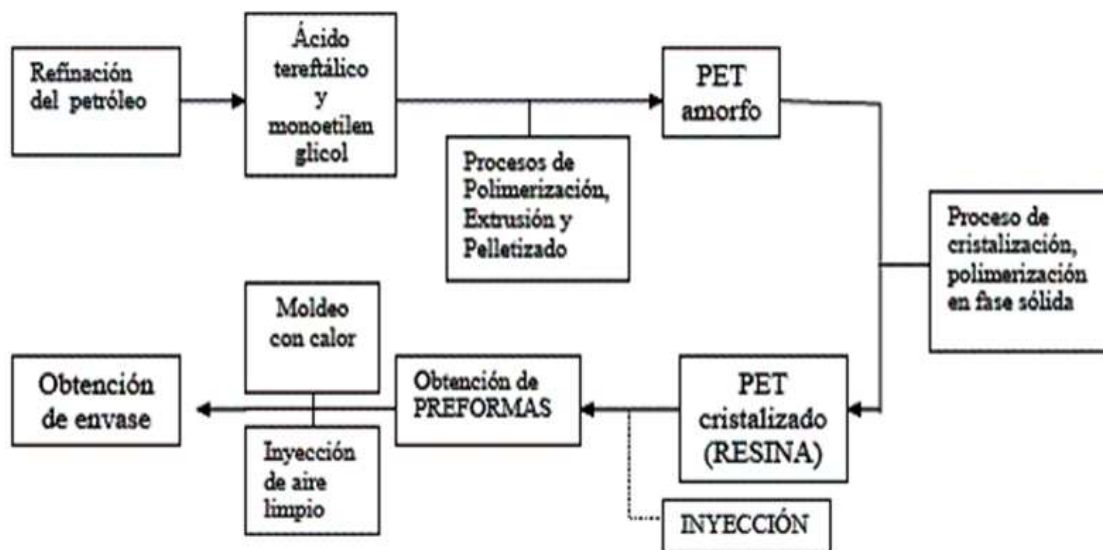 Refinación
del petróleo
Ácido
tereftálico
y
monoetilen
glicol
Procesos de
Polimerización,
Extrusión y
Pelletizado
PET
amorfo
Proceso de
cristalización,
polimerización
en fase sólida
PET
cristalizado
(RESINA)
INYECCIÓN
Obtención de
PREFORMAS
Moldeo
con calor
Inyección
de aire
limpio
Obtención
de envase